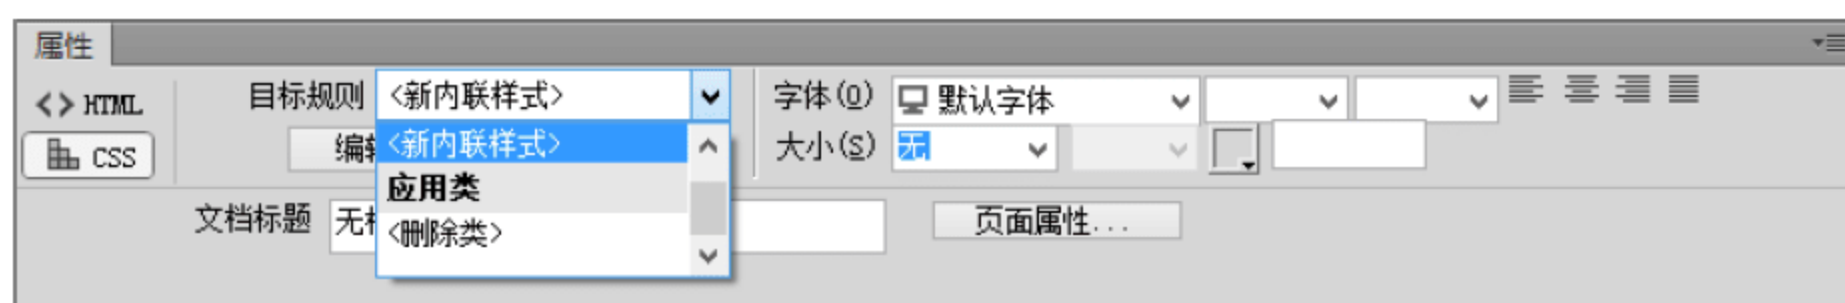 属性
<> HTML
目标规则 <新内联样式>
字体(O) 默认字体
CSS
编辑
<新内联样式>
大小(S) 无
应用类
文档标题 无
<删除类>
页面属性...